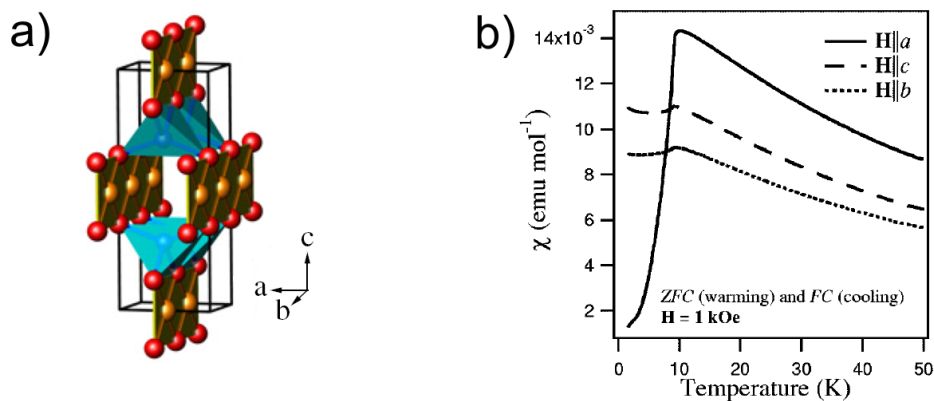 a)
c
a
b
b)
14x10⁻³
12
10
8
6
4
2
χ (emu mol⁻¹)
H||a
H||c
H||b
ZFC (warming) and FC (cooling)
H = 1 kOe
0 10 20 30 40 50
Temperature (K)